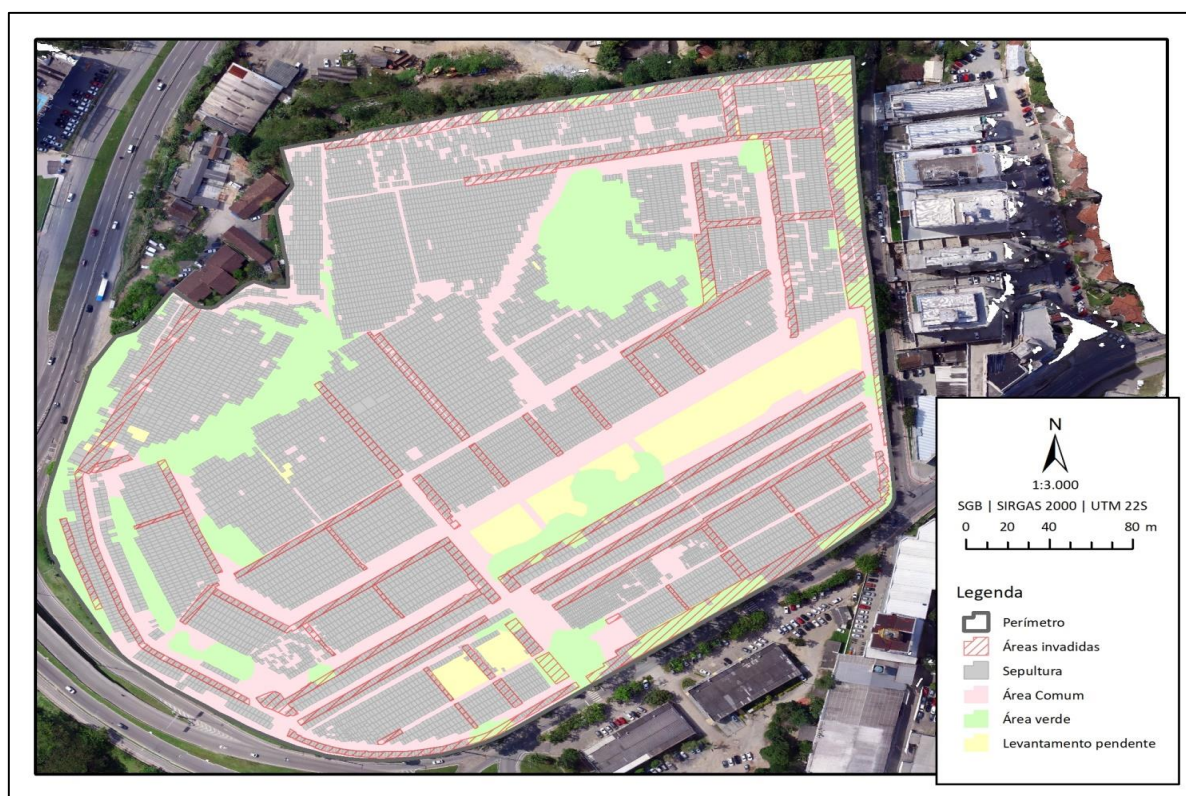 N
1:3.000
SGB | SIRGAS 2000 | UTM 22S
0 20 40 80 m
Legenda
Perímetro
Áreas invadidas
Sepultura
Área Comum
Área verde
Levantamento pendente